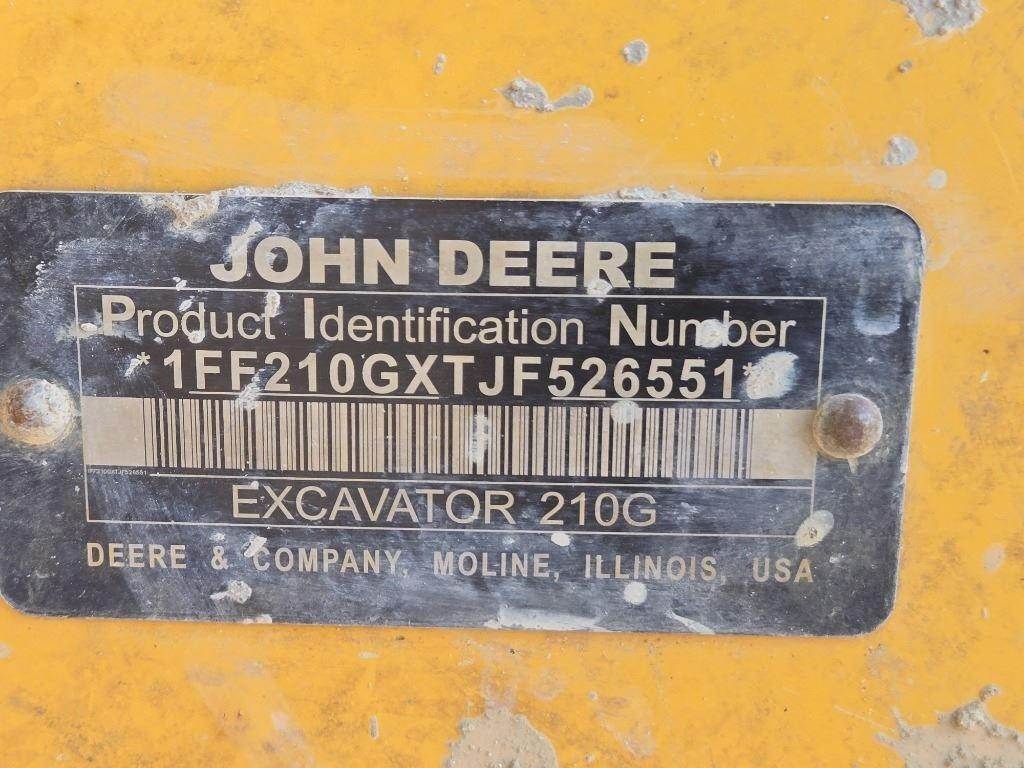 JOHN DEERE
Product Identification Number
*1FF210GXTJF526551*
EXCAVATOR 210G
DEERE & COMPANY, MOLINE, ILLINOIS, USA